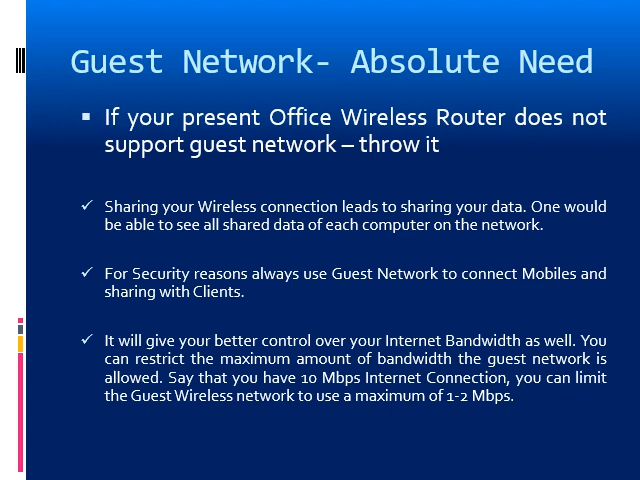 Guest Network- Absolute Need
If your present Office Wireless Router does not
support guest network – throw it
Sharing your Wireless connection leads to sharing your data. One would
be able to see all shared data of each computer on the network.
For Security reasons always use Guest Network to connect Mobiles and
sharing with Clients.
It will give your better control over your Internet Bandwidth as well. You
can restrict the maximum amount of bandwidth the guest network is
allowed. Say that you have 10 Mbps Internet Connection, you can limit
the Guest Wireless network to use a maximum of 1-2 Mbps.